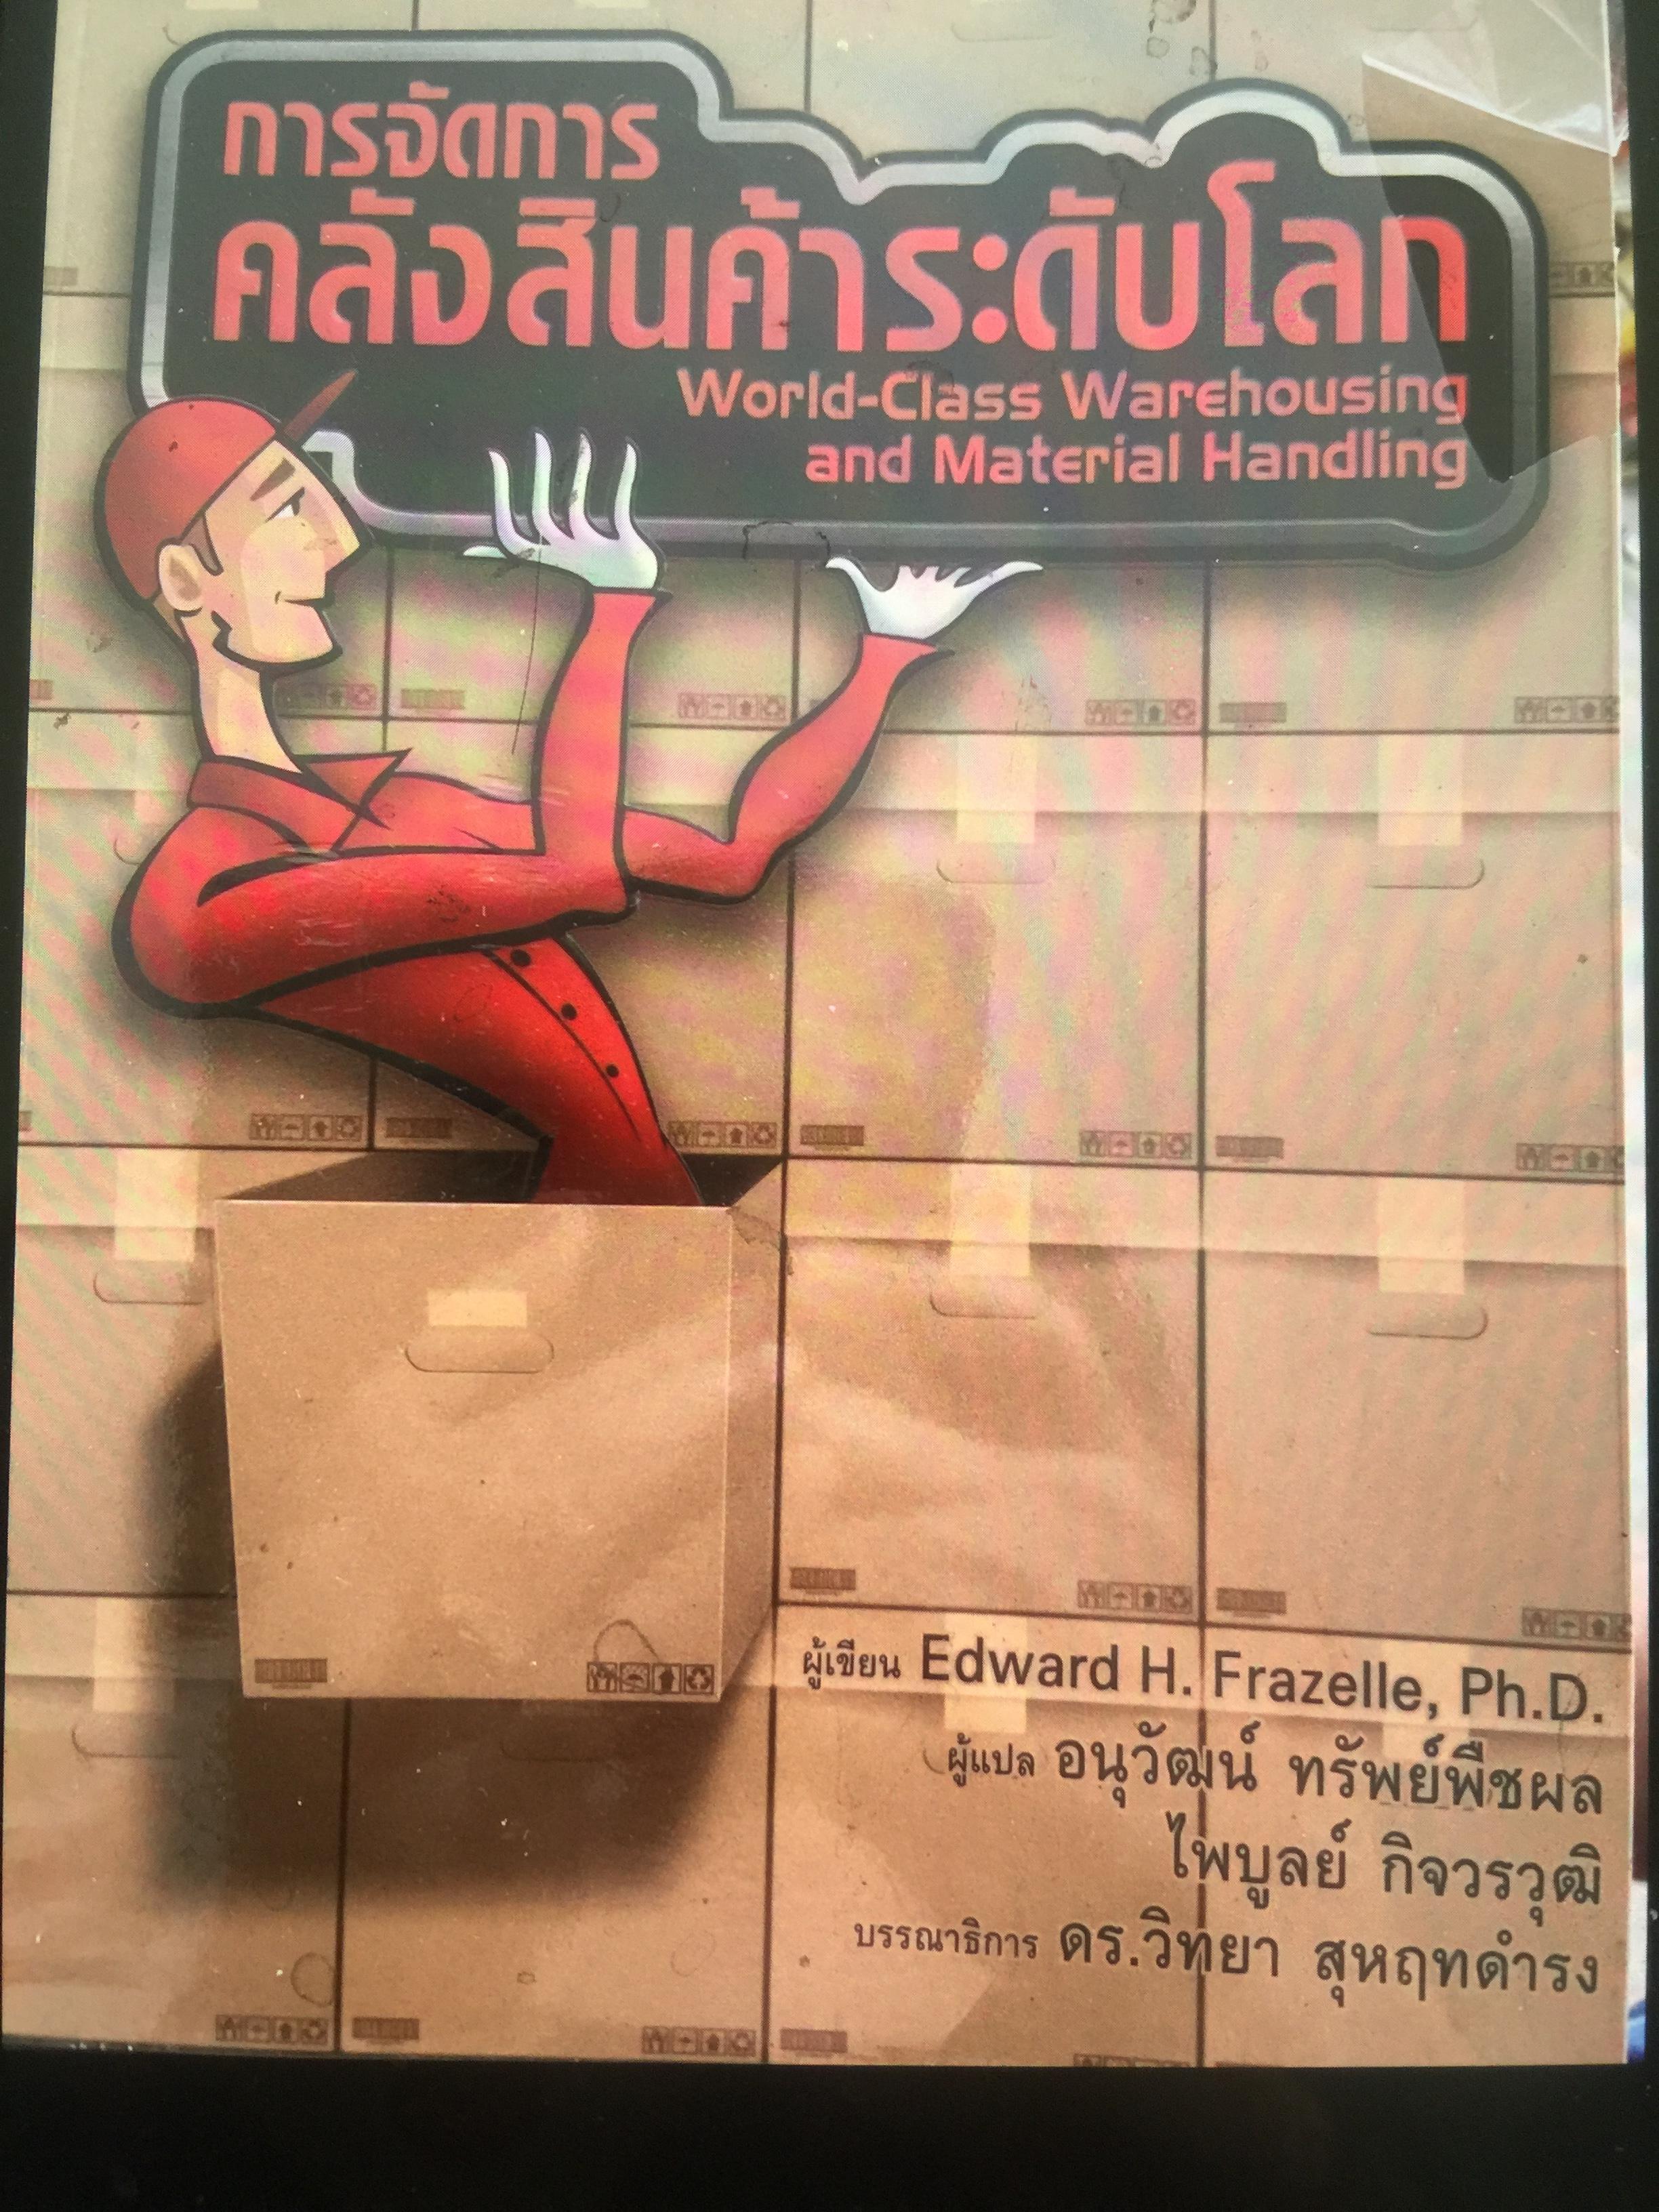 การจัดการ
คลังสินค้าระดับโลก
World-Class Warehousing
and Material Handling
ผู้เขียน Edward H. Frazelle, Ph.D.
ผู้แปล อนุวัฒน์ ทรัพย์พืชผล
ไพบูลย์ กิจวรวุฒิ
บรรณาธิการ ดร.วิทยา สุหฤทดำรง